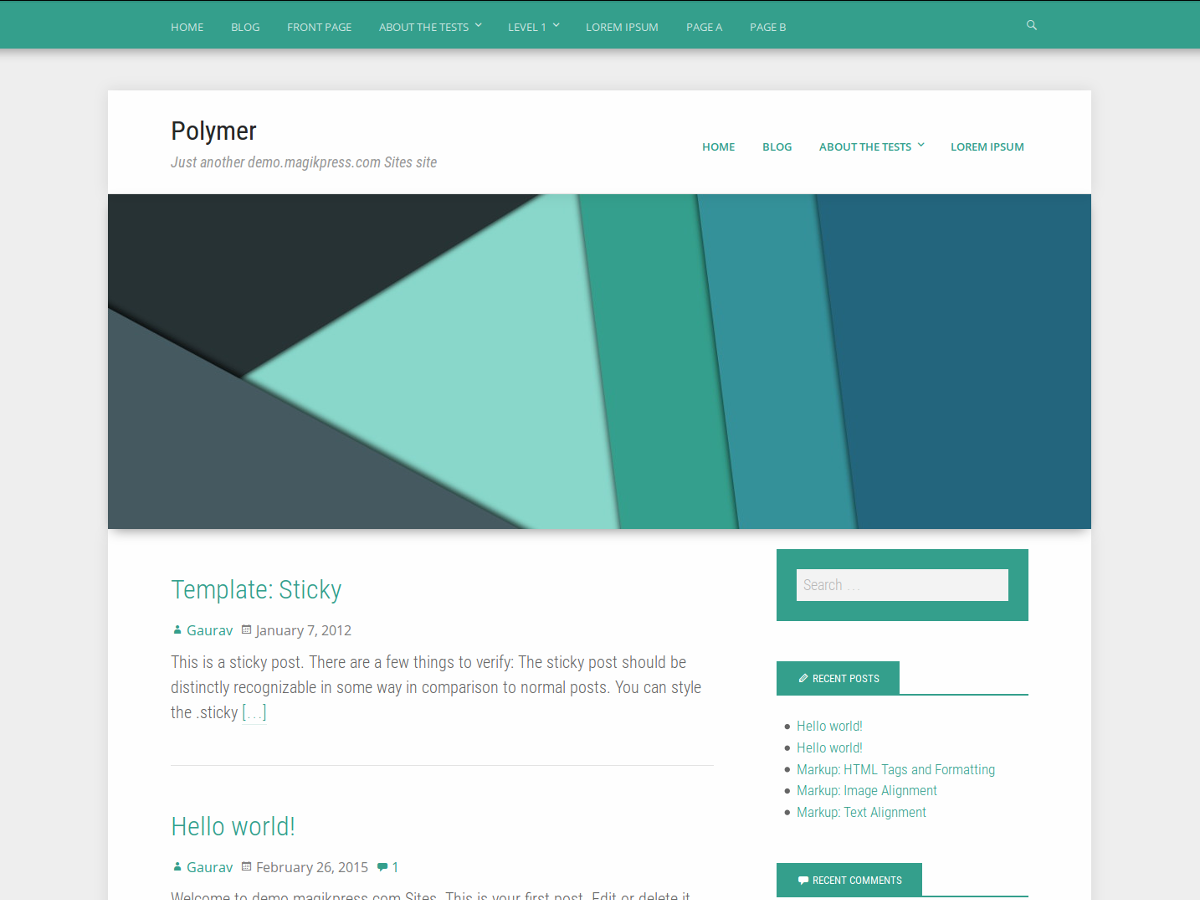 HOME BLOG FRONT PAGE ABOUT THE TESTS LEVEL 1 LOREM IPSUM PAGE A PAGE B
Polymer
Just another demo.magikpress.com Sites site
HOME BLOG ABOUT THE TESTS LOREM IPSUM
Template: Sticky
Gaurav January 7, 2012
This is a sticky post. There are a few things to verify: The sticky post should be
distinctly recognizable in some way in comparison to normal posts. You can style
the .sticky [...]
Hello world!
Gaurav February 26, 2015 1
Welcome to demo.magikpress.com Sites. This is your first post. Edit or delete it,
Search ...
RECENT POSTS
Hello world!
Hello world!
Markup: HTML Tags and Formatting
Markup: Image Alignment
Markup: Text Alignment
RECENT COMMENTS